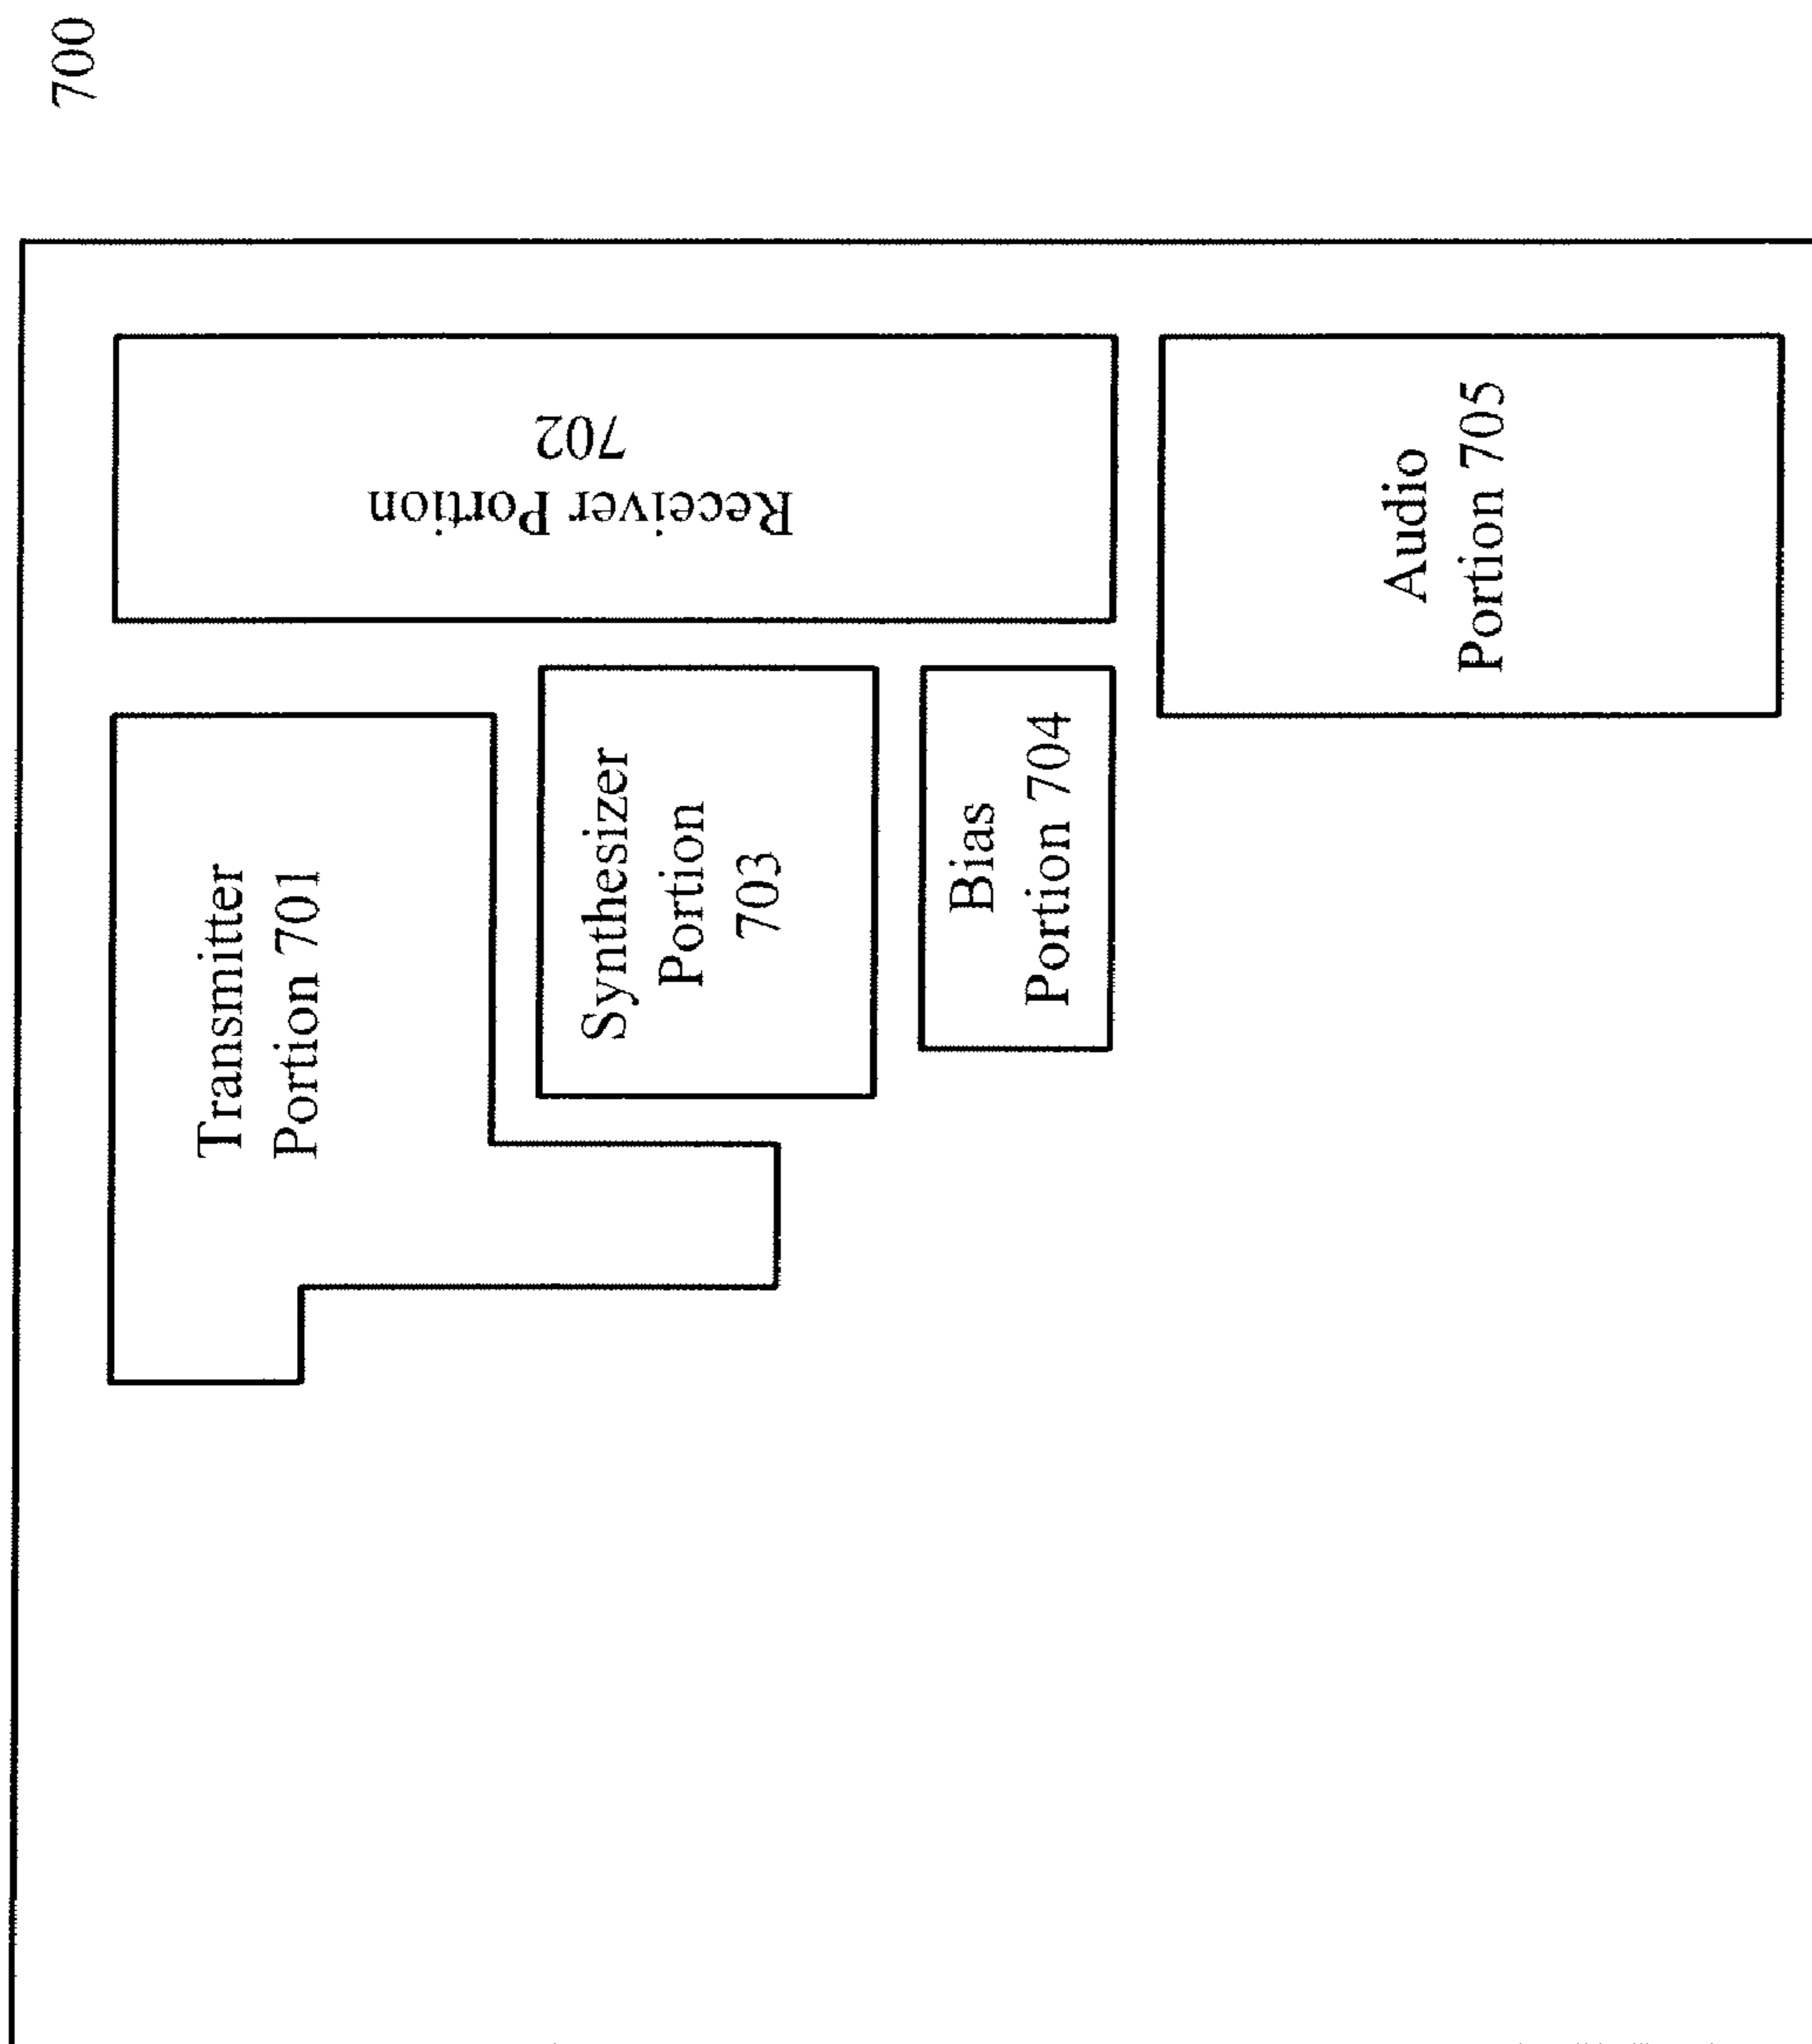 700
Transmitter
Portion 701
Receiver Portion
702
Synthesizer
Portion
703
Bias
Portion 704
Audio
Portion 705